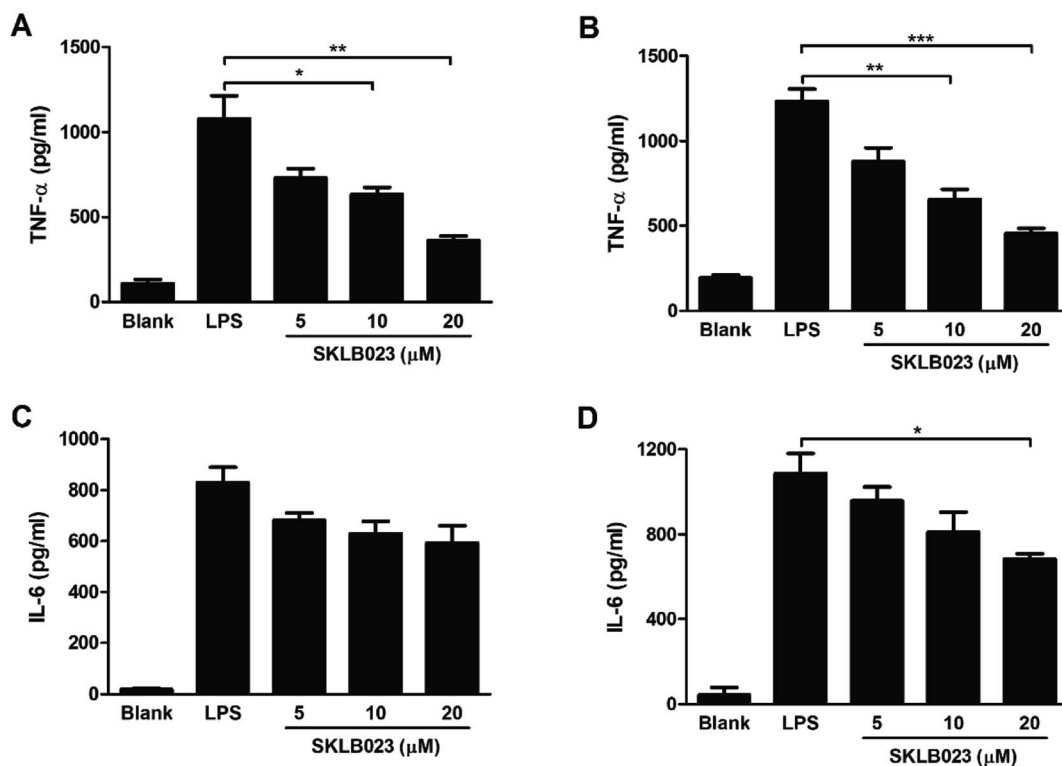 A
TNF-α (pg/ml)
1500
1000
500
0
**
*
Blank LPS 5 10 20
SKLB023 (μM)
B
TNF-α (pg/ml)
1500
1000
500
0
***
**
Blank LPS 5 10 20
SKLB023 (μM)
C
IL-6 (pg/ml)
1000
800
600
400
200
0
Blank LPS 5 10 20
SKLB023 (μM)
D
IL-6 (pg/ml)
1200
800
400
0
*
Blank LPS 5 10 20
SKLB023 (μM)